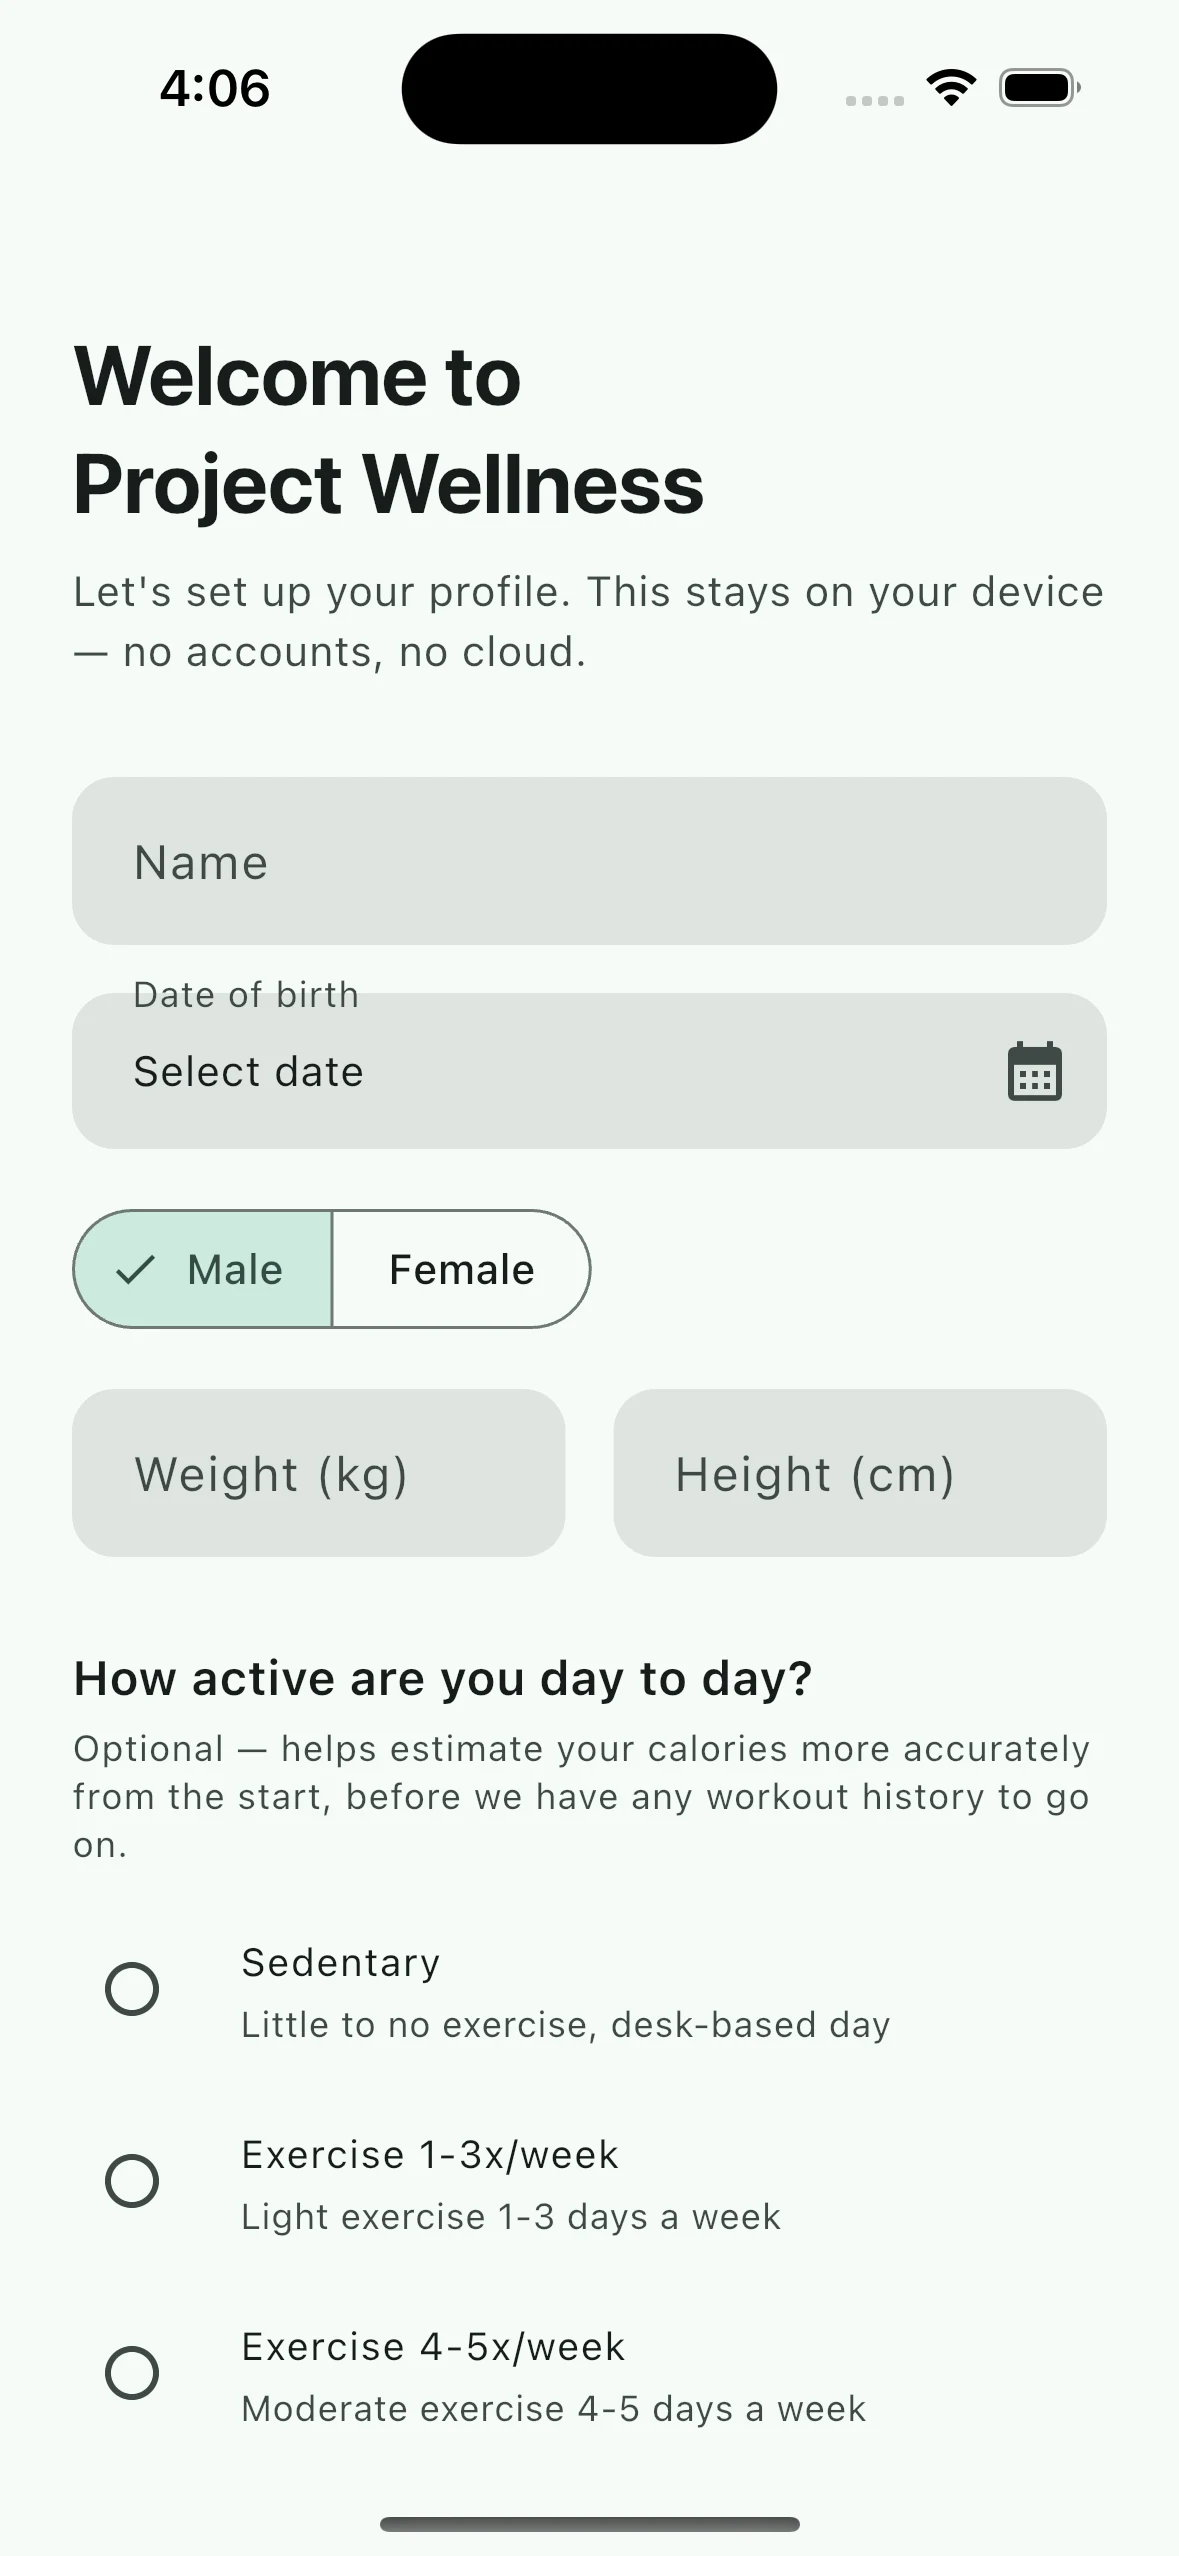 4:06
Welcome to
Project Wellness
Let's set up your profile. This stays on your device
— no accounts, no cloud.
Name
Date of birth
Select date
Male
Female
Weight (kg)
Height (cm)
How active are you day to day?
Optional — helps estimate your calories more accurately
from the start, before we have any workout history to go
on.
Sedentary
Little to no exercise, desk-based day
Exercise 1-3x/week
Light exercise 1-3 days a week
Exercise 4-5x/week
Moderate exercise 4-5 days a week